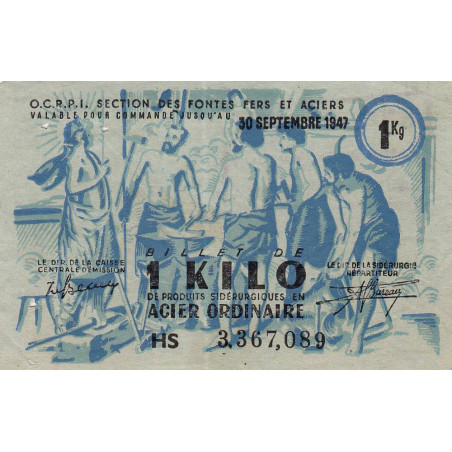 O.C.R.P.I. SECTION DES FONTES FERS ET ACIERS
VALABLE POUR COMMANDE JUSQU'AU 30 SEPTEMBRE 1947
1 Kg
BILLET DE
1 KILO
DE PRODUITS SIDÉRURGIQUES EN
ACIER ORDINAIRE
LE DIR. DE LA CAISSE
CENTRALE D'ÉMISSION
LE DIR. DE LA SIDÉRURGIE
RÉPARTITEUR
HS 3,367,089